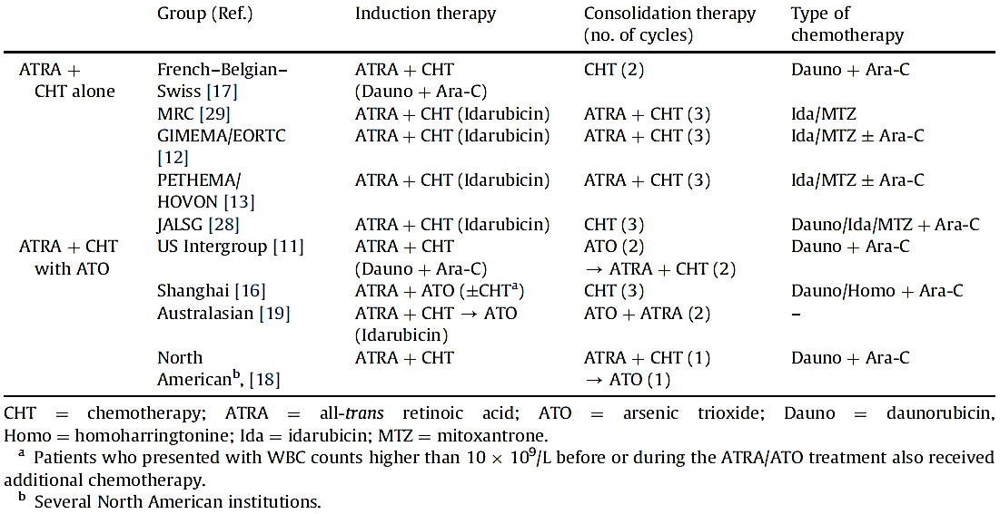 Group (Ref.) Induction therapy Consolidation therapy Type of
(no. of cycles) chemotherapy
ATRA + French–Belgian– ATRA + CHT CHT (2) Dauno + Ara-C
CHT alone Swiss [17] (Dauno + Ara-C)
MRC [29] ATRA + CHT (Idarubicin) ATRA + CHT (3) Ida/MTZ
GIMEMA/EORTC ATRA + CHT (Idarubicin) ATRA + CHT (3) Ida/MTZ ± Ara-C
[12]
PETHEMA/ ATRA + CHT (Idarubicin) ATRA + CHT (3) Ida/MTZ ± Ara-C
HOVON [13]
JALSG [28] ATRA + CHT (Idarubicin) CHT (3) Dauno/Ida/MTZ + Ara-C
ATRA + CHT US Intergroup [11] ATRA + CHT ATO (2) Dauno + Ara-C
with ATO (Dauno + Ara-C) → ATRA + CHT (2)
Shanghai [16] ATRA + ATO (±CHTᵃ) CHT (3) Dauno/Homo + Ara-C
Australasian [19] ATRA + CHT → ATO ATO + ATRA (2) –
(Idarubicin)
North ATRA + CHT ATRA + CHT (1) Dauno + Ara-C
Americanᵇ, [18] → ATO (1)
CHT = chemotherapy; ATRA = all-trans retinoic acid; ATO = arsenic trioxide; Dauno = daunorubicin,
Homo = homoharringtonine; Ida = idarubicin; MTZ = mitoxantrone.
ᵃ Patients who presented with WBC counts higher than 10 × 10⁹/L before or during the ATRA/ATO treatment also received
additional chemotherapy.
ᵇ Several North American institutions.